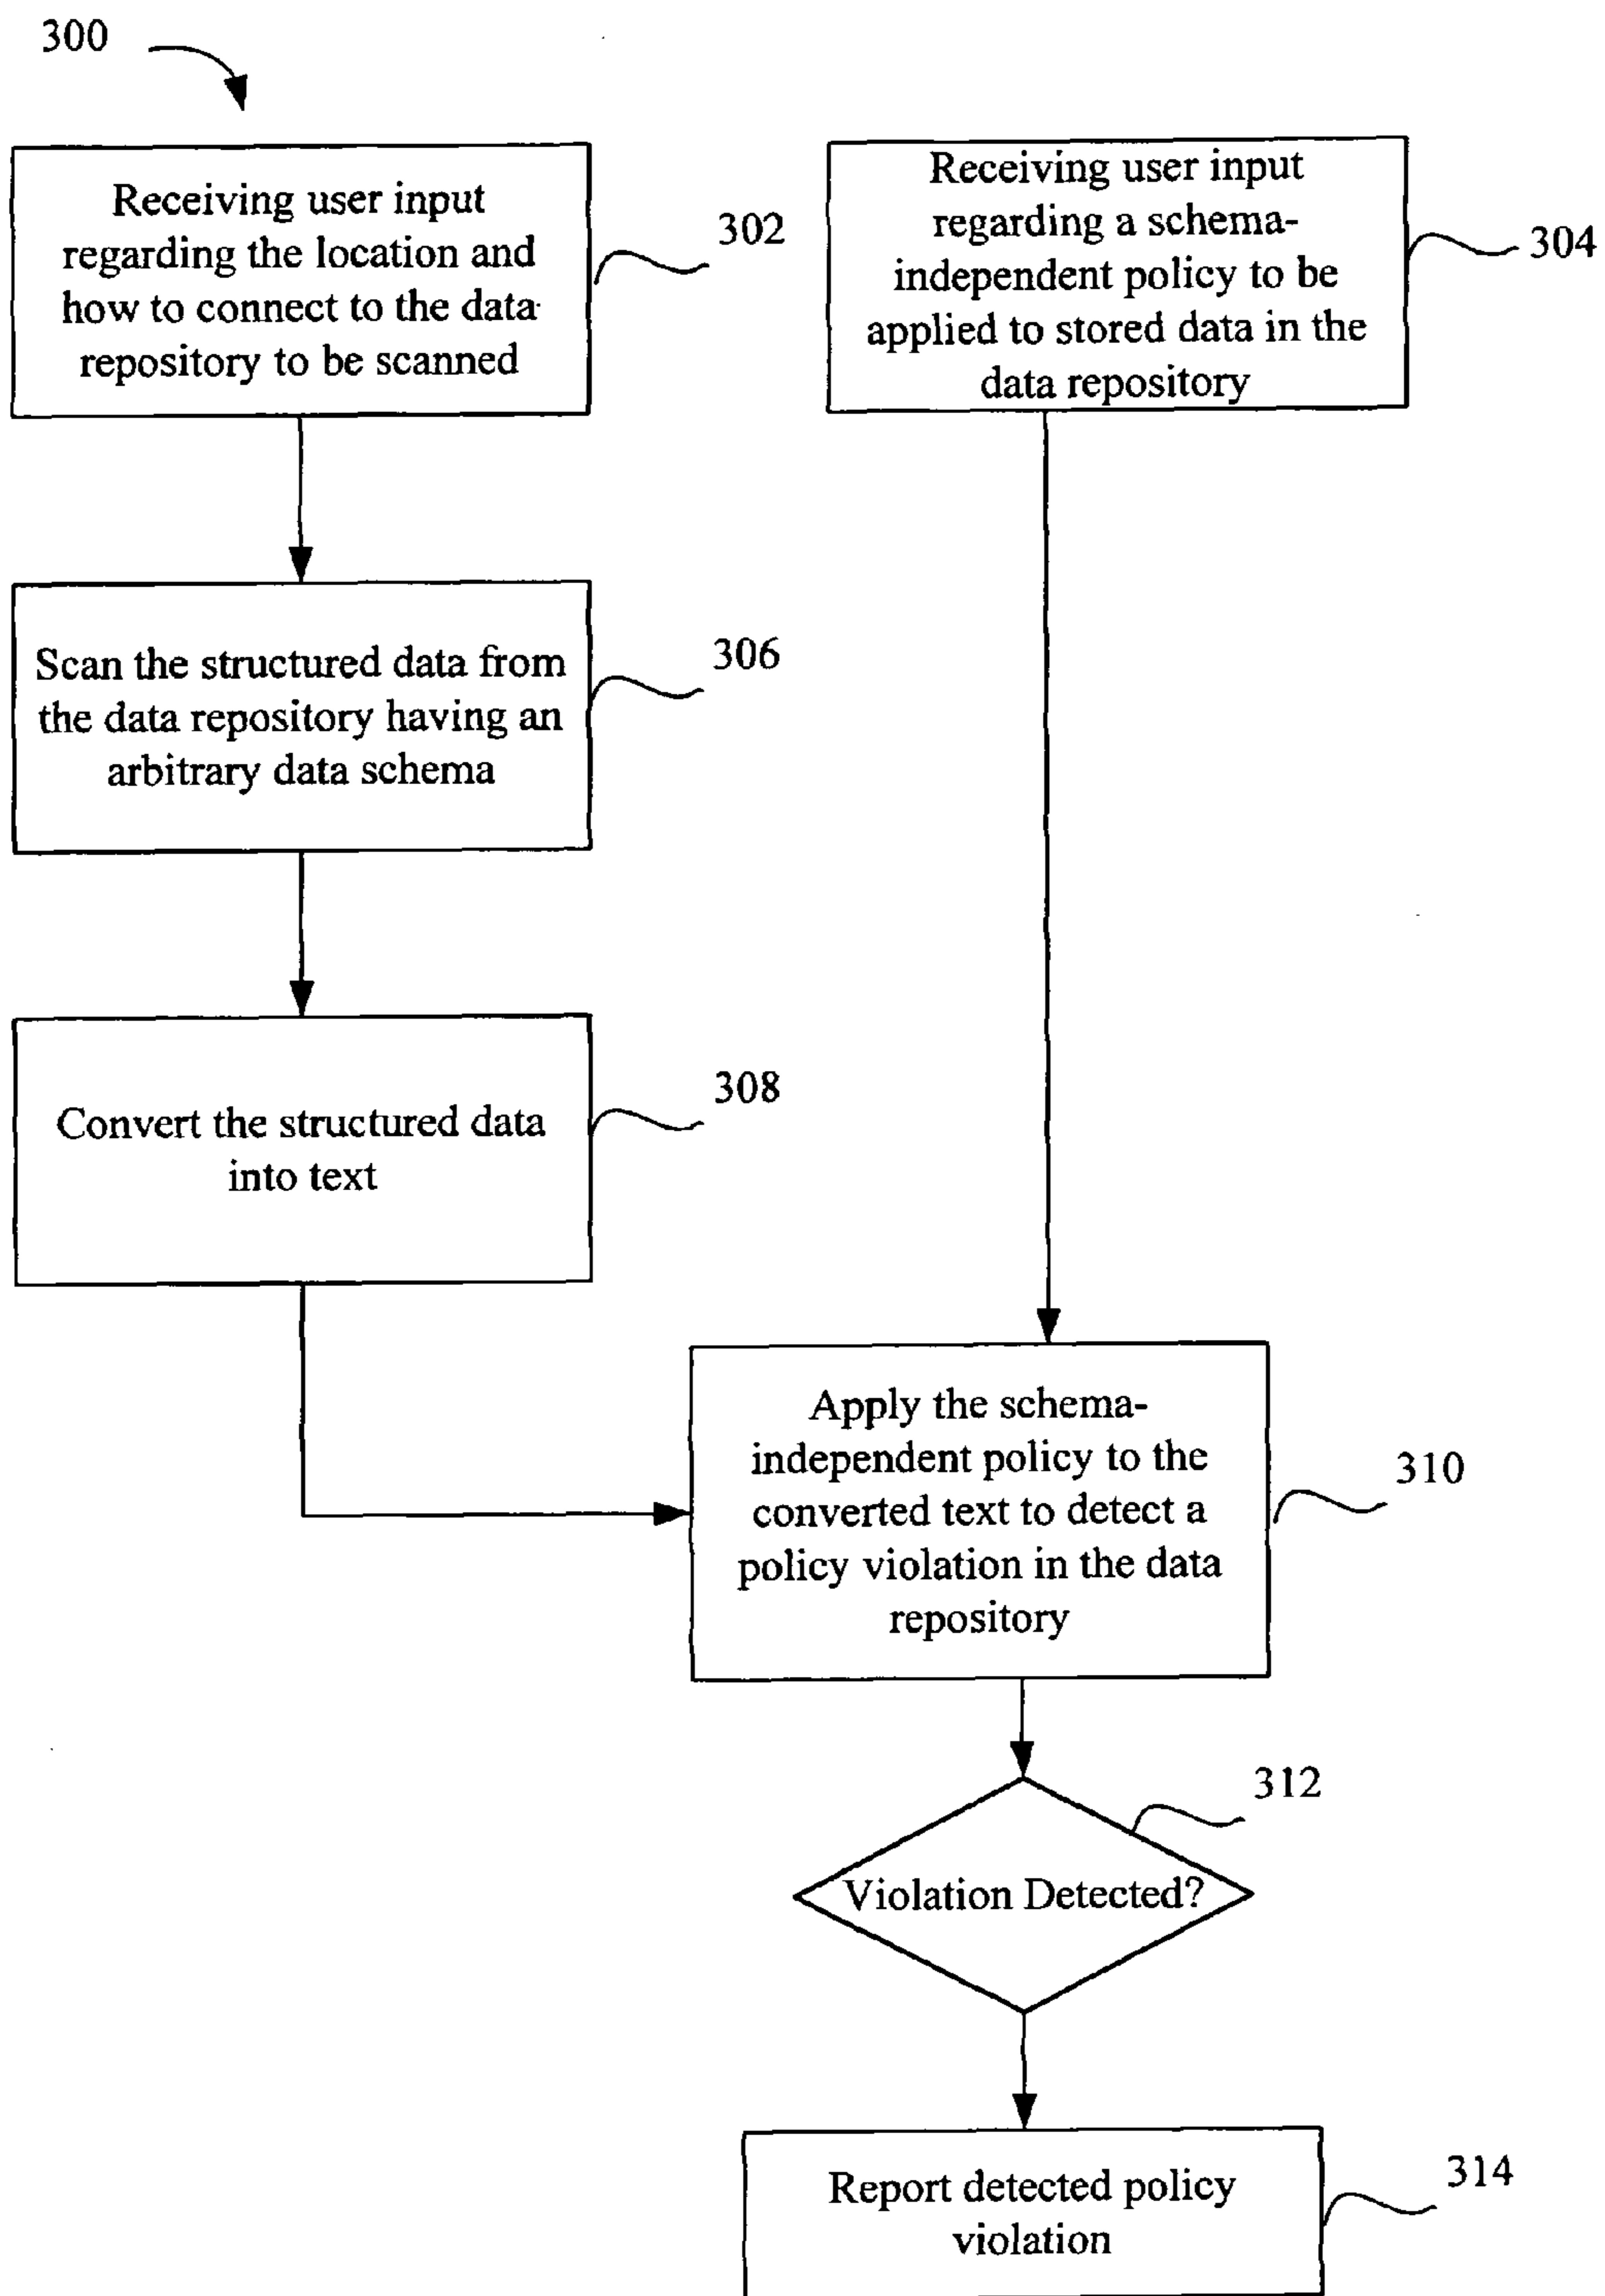 300
Receiving user input
regarding the location and
how to connect to the data
repository to be scanned
302
Receiving user input
regarding a schema-
independent policy to be
applied to stored data in the
data repository
304
Scan the structured data from
the data repository having an
arbitrary data schema
306
Convert the structured data
into text
308
Apply the schema-
independent policy to the
converted text to detect a
policy violation in the data
repository
310
312
Violation Detected?
Report detected policy
violation
314